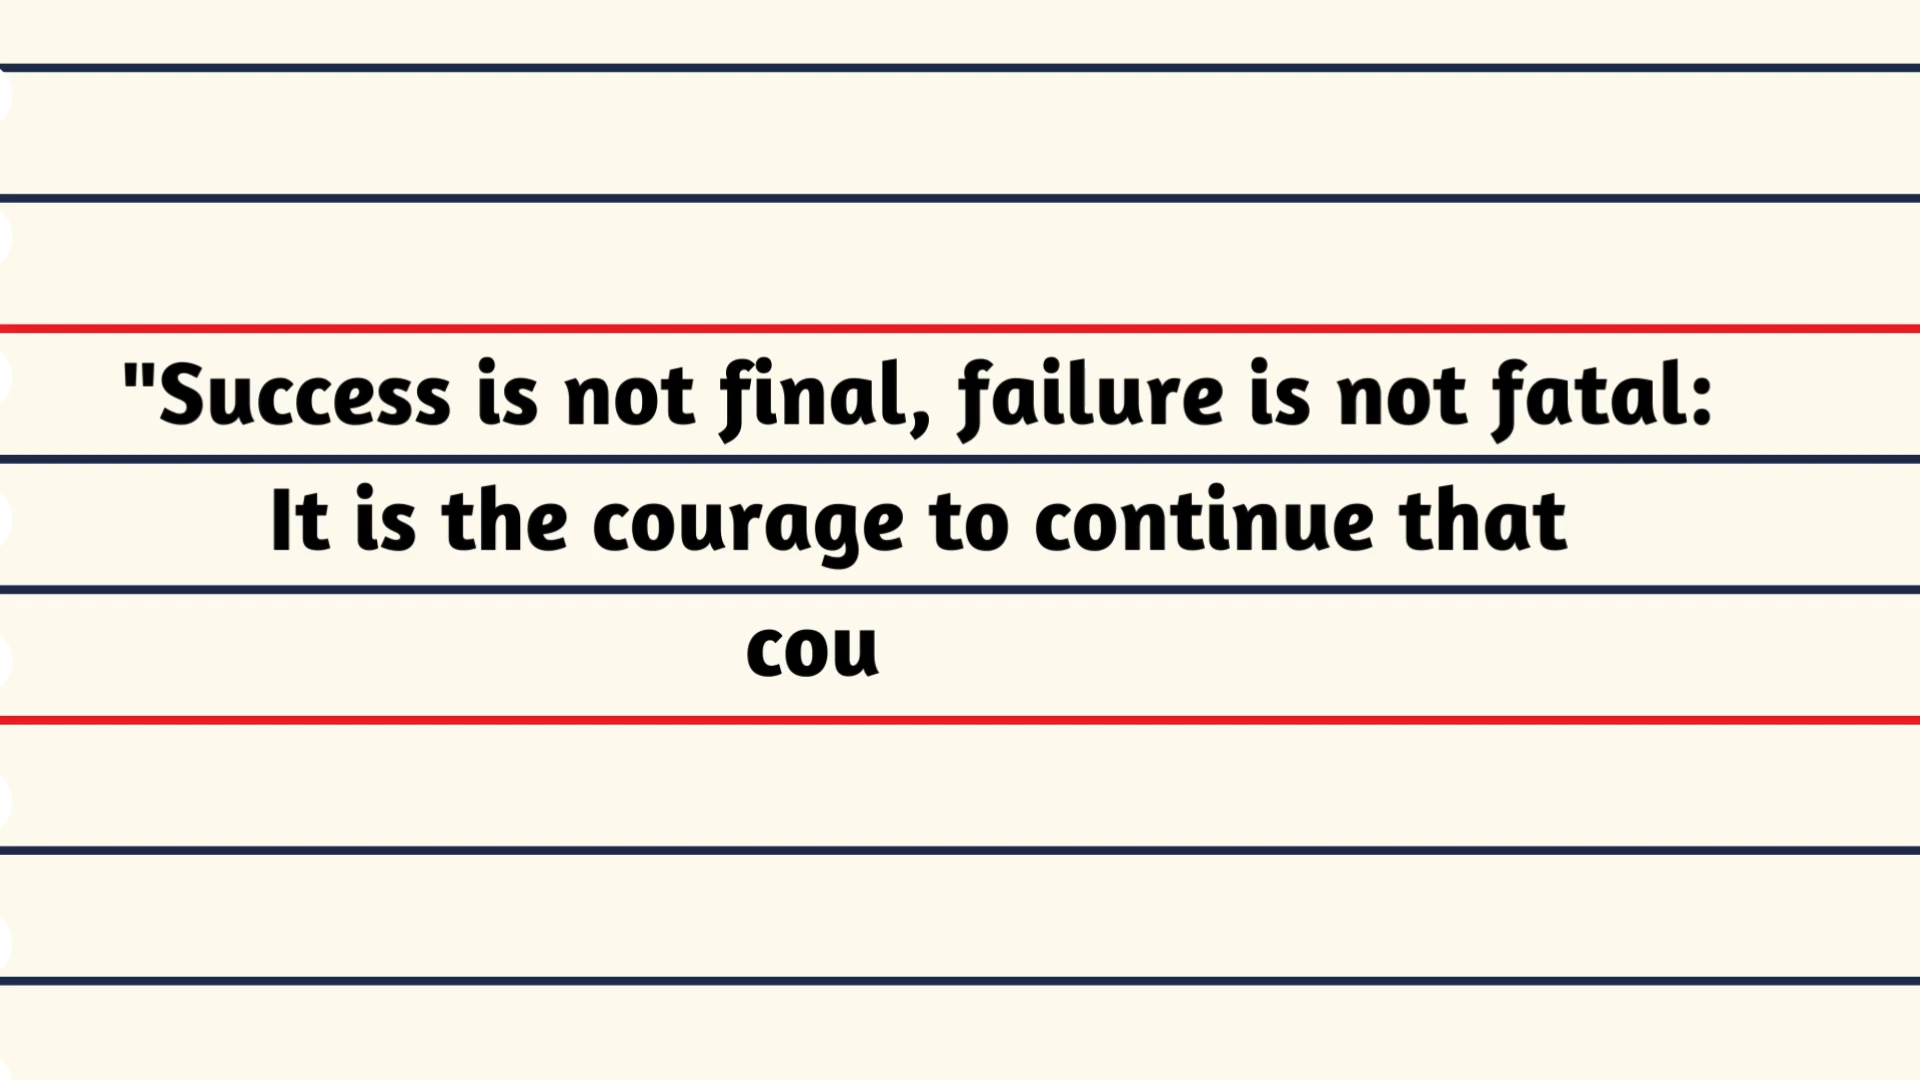 "Success is not final, failure is not fatal:
It is the courage to continue that
cou